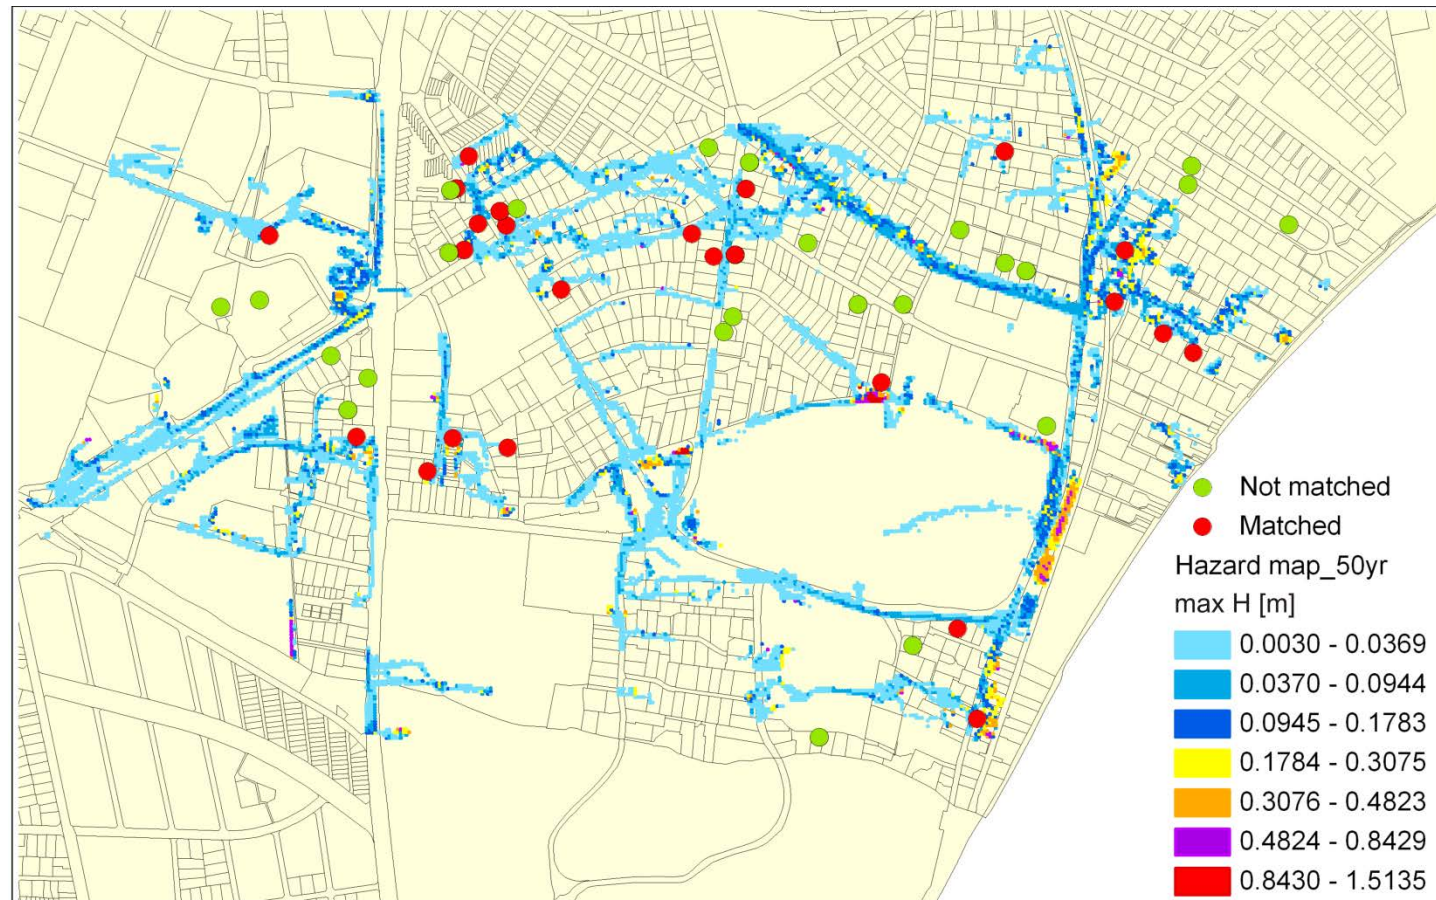 Not matched
Matched
Hazard map_50yr
max H [m]
0.0030 - 0.0369
0.0370 - 0.0944
0.0945 - 0.1783
0.1784 - 0.3075
0.3076 - 0.4823
0.4824 - 0.8429
0.8430 - 1.5135